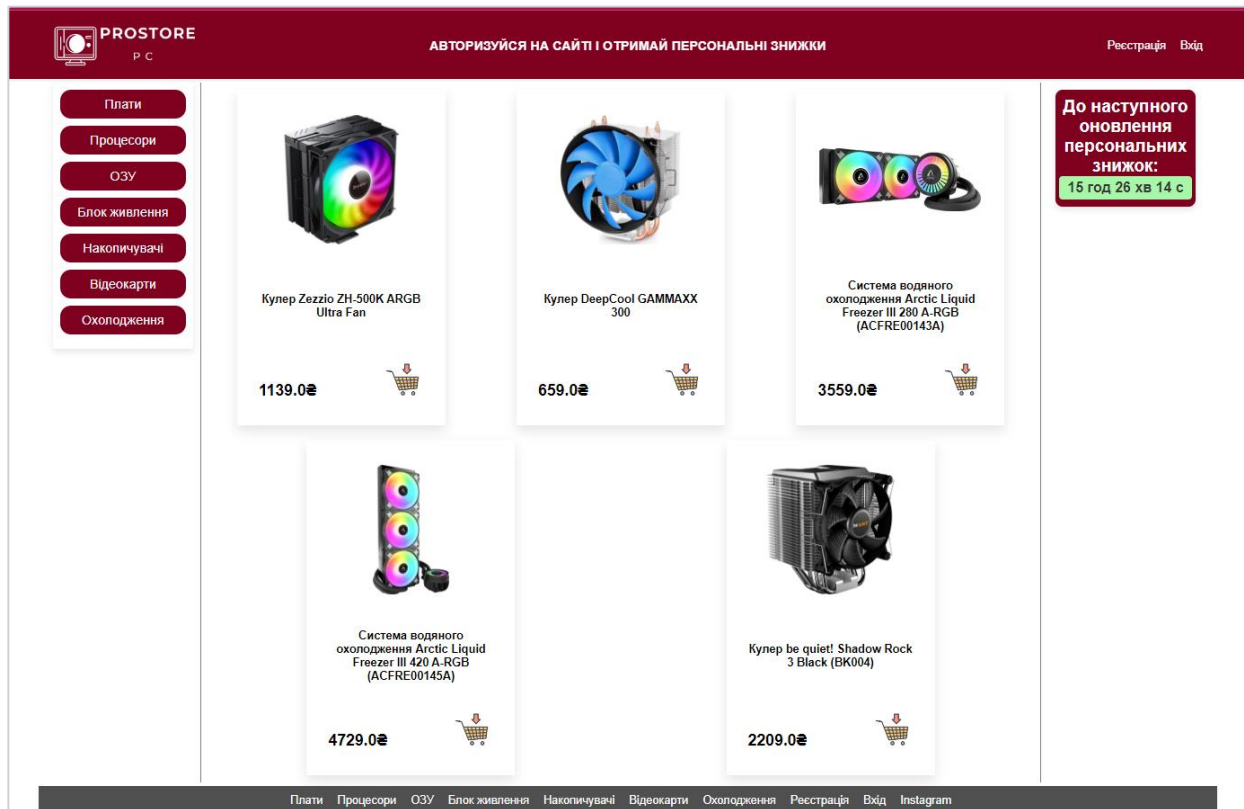 PROSTORE
PC
АВТОРИЗУЙСЯ НА САЙТІ І ОТРИМАЙ ПЕРСОНАЛЬНІ ЗНИЖКИ
Реєстрація Вхід
Плати
Процесори
ОЗУ
Блок живлення
Накопичувачі
Відеокарти
Охолодження
Кулер Zezzio ZH-500K ARGB
Ultra Fan
1139.0₴
Кулер DeepCool GAMMAXX
300
659.0₴
Система водяного
охолодження Arctic Liquid
Freezer III 280 A-RGB
(ACFRE00143A)
3559.0₴
До наступного
оновлення
персональних
знижок:
15 год 26 хв 14 с
Система водяного
охолодження Arctic Liquid
Freezer III 420 A-RGB
(ACFRE00145A)
4729.0₴
Кулер be quiet! Shadow Rock
3 Black (BK004)
2209.0₴
Плати Процесори ОЗУ Блок живлення Накопичувачі Відеокарти Охолодження Реєстрація Вхід Instagram